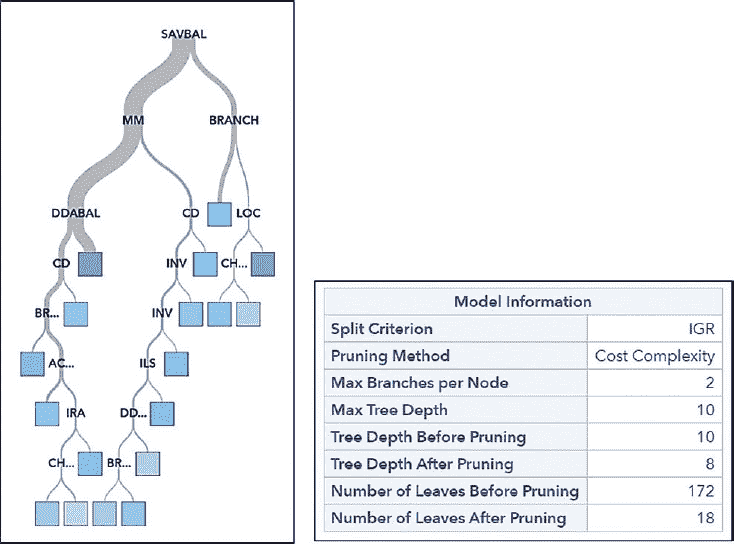 SAVBAL
MM BRANCH
DDABAL CD LOC
CD INV CH...
BR... INV
AC... ILS
IRA DD...
CH... BR...
Model Information
Split Criterion IGR
Pruning Method Cost Complexity
Max Branches per Node 2
Max Tree Depth 10
Tree Depth Before Pruning 10
Tree Depth After Pruning 8
Number of Leaves Before Pruning 172
Number of Leaves After Pruning 18